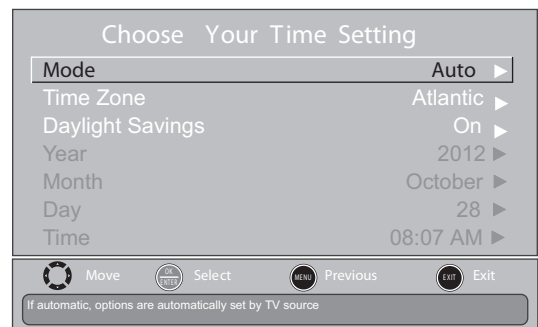 Choose Your Time Setting
Mode Auto
Time Zone Atlantic
Daylight Savings On
Year 2012
Month October
Day 28
Time 08:07 AM
Move OK ENTER Select MENU Previous EXIT Exit
If automatic, options are automatically set by TV source